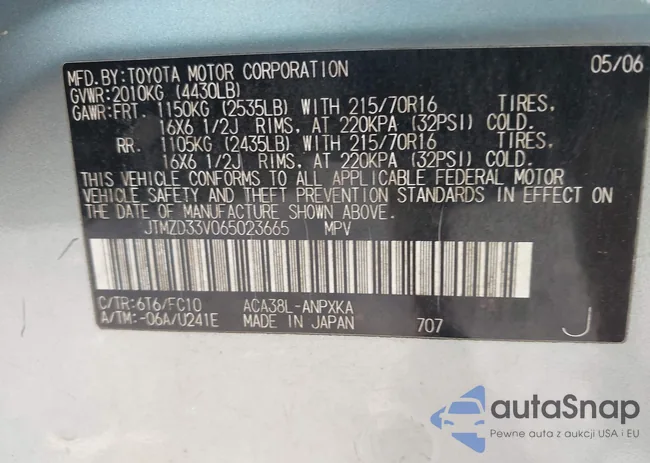 MFD.BY:TOYOTA MOTOR CORPORATION 05/06
GVWR:2010KG (4430LB)
GAWR:FRT. 1150KG (2535LB) WITH 215/70R16 TIRES,
16X6 1/2J RIMS, AT 220KPA (32PSI) COLD.
RR. 1105KG (2435LB) WITH 215/70R16 TIRES,
16X6 1/2J RIMS, AT 220KPA (32PSI) COLD.
THIS VEHICLE CONFORMS TO ALL APPLICABLE FEDERAL MOTOR
VEHICLE SAFETY AND THEFT PREVENTION STANDARDS IN EFFECT ON
THE DATE OF MANUFACTURE SHOWN ABOVE.
JTMZD33V065023665 MPV
C/TR:6T6/FC10 ACA38L-ANPXKA
A/TM:-06A/U241E MADE IN JAPAN 707 J
autaSnap
Pewne auta z aukcji USA i EU